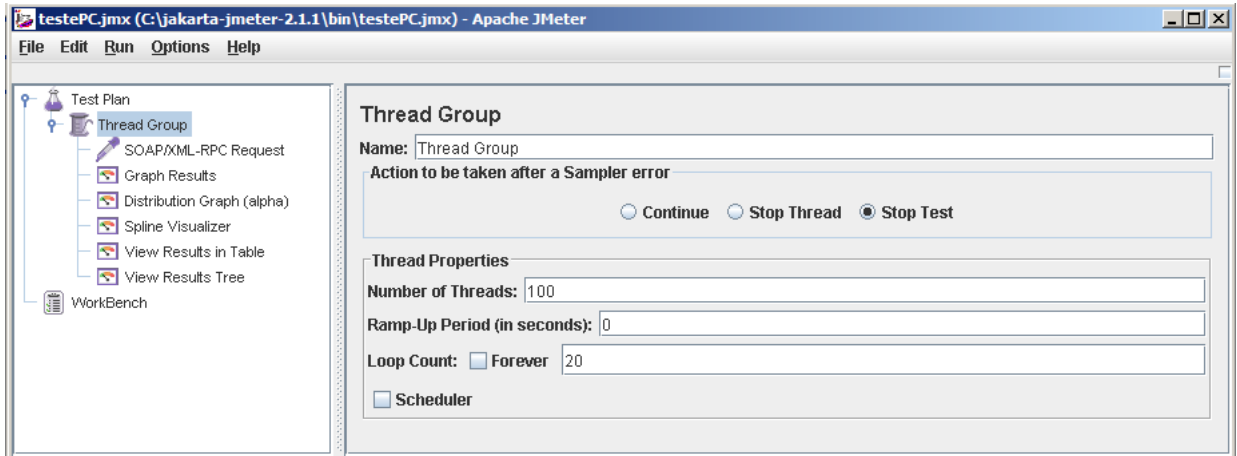 testePC.jmx (C:\jakarta-jmeter-2.1.1\bin\testePC.jmx) - Apache JMeter
File Edit Run Options Help
Test Plan
Thread Group
SOAP/XML-RPC Request
Graph Results
Distribution Graph (alpha)
Spline Visualizer
View Results in Table
View Results Tree
WorkBench
Thread Group
Name: Thread Group
Action to be taken after a Sampler error
Continue Stop Thread Stop Test
Thread Properties
Number of Threads: 100
Ramp-Up Period (in seconds): 0
Loop Count: Forever 20
Scheduler